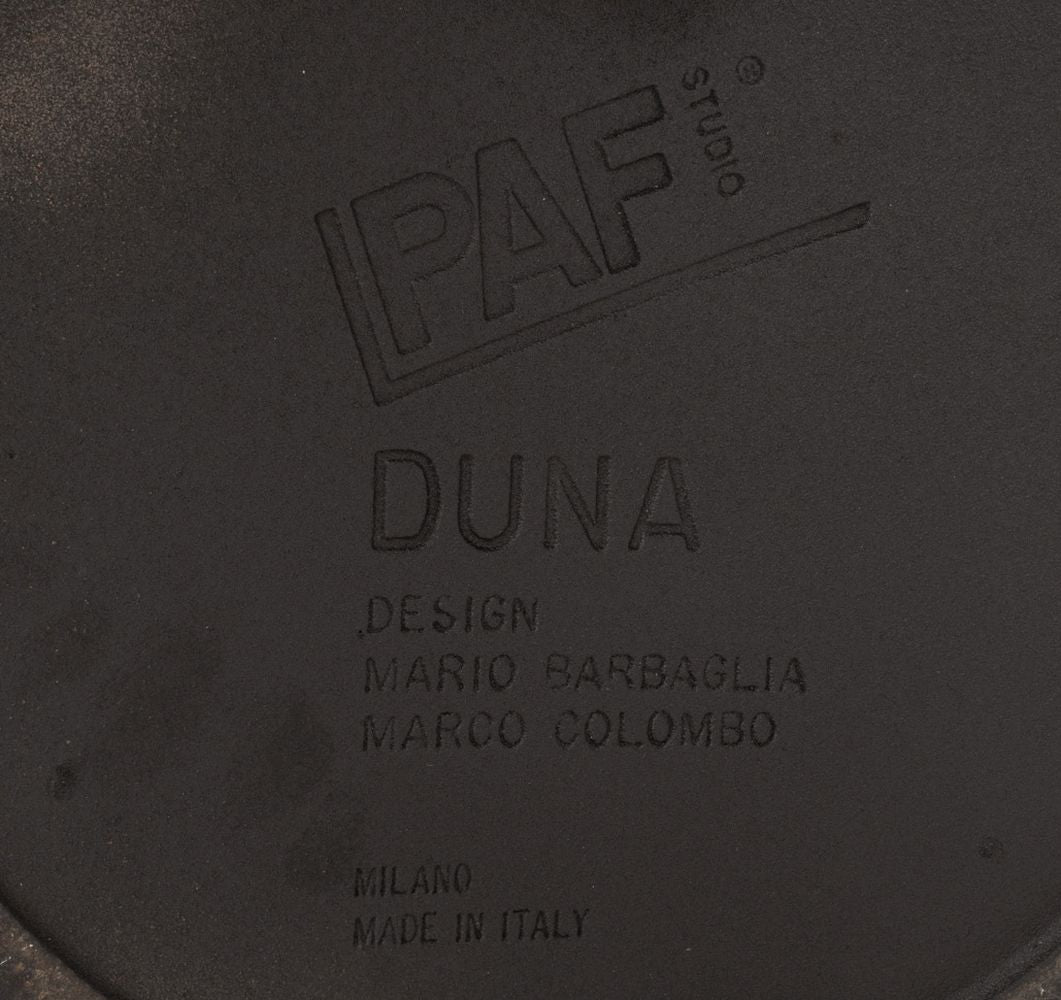 PAF
STUDIO
®
DUNA
DESIGN
MARIO BARBAGLIA
MARCO COLOMBO
MILANO
MADE IN ITALY